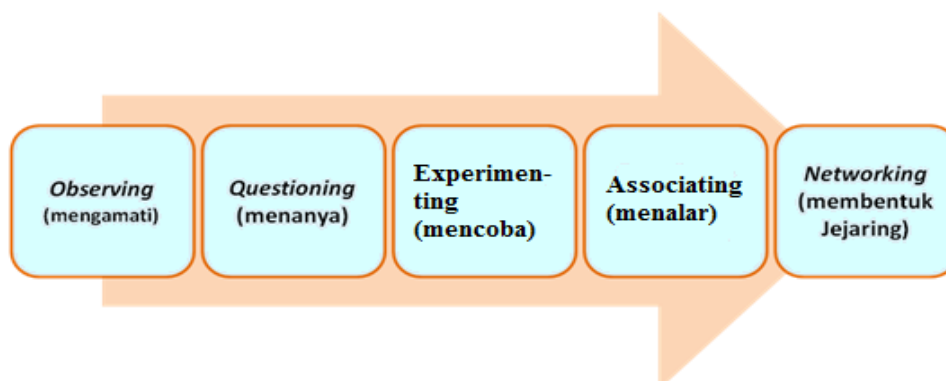 Observing
(mengamati)
Questioning
(menanya)
Experimen-
ting
(mencoba)
Associating
(menalar)
Networking
(membentuk
Jejaring)